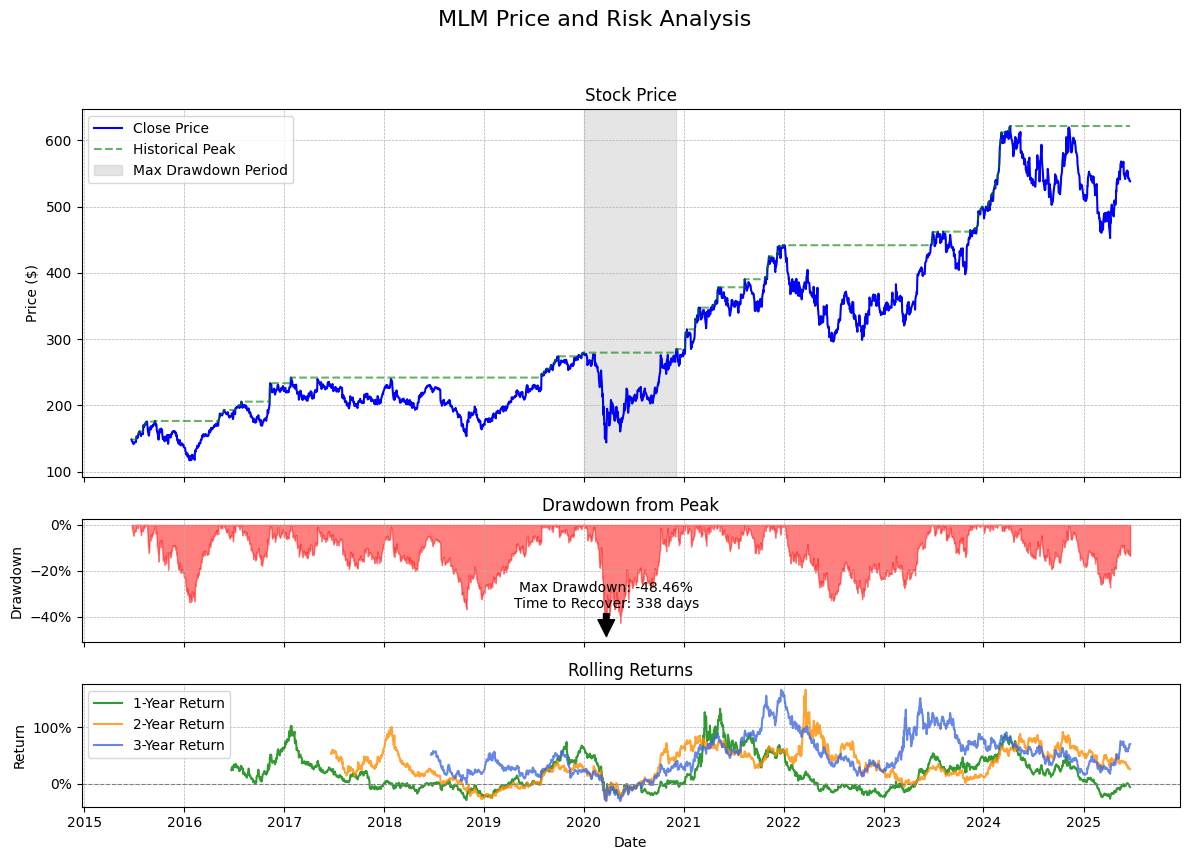 MLM Price and Risk Analysis
Stock Price
Close Price
Historical Peak
Max Drawdown Period
Price ($)
600
500
400
300
200
100
Drawdown from Peak
Drawdown
0%
−20%
−40%
Max Drawdown: -48.46%
Time to Recover: 338 days
Rolling Returns
1-Year Return
2-Year Return
3-Year Return
Return
100%
0%
2015 2016 2017 2018 2019 2020 2021 2022 2023 2024 2025
Date